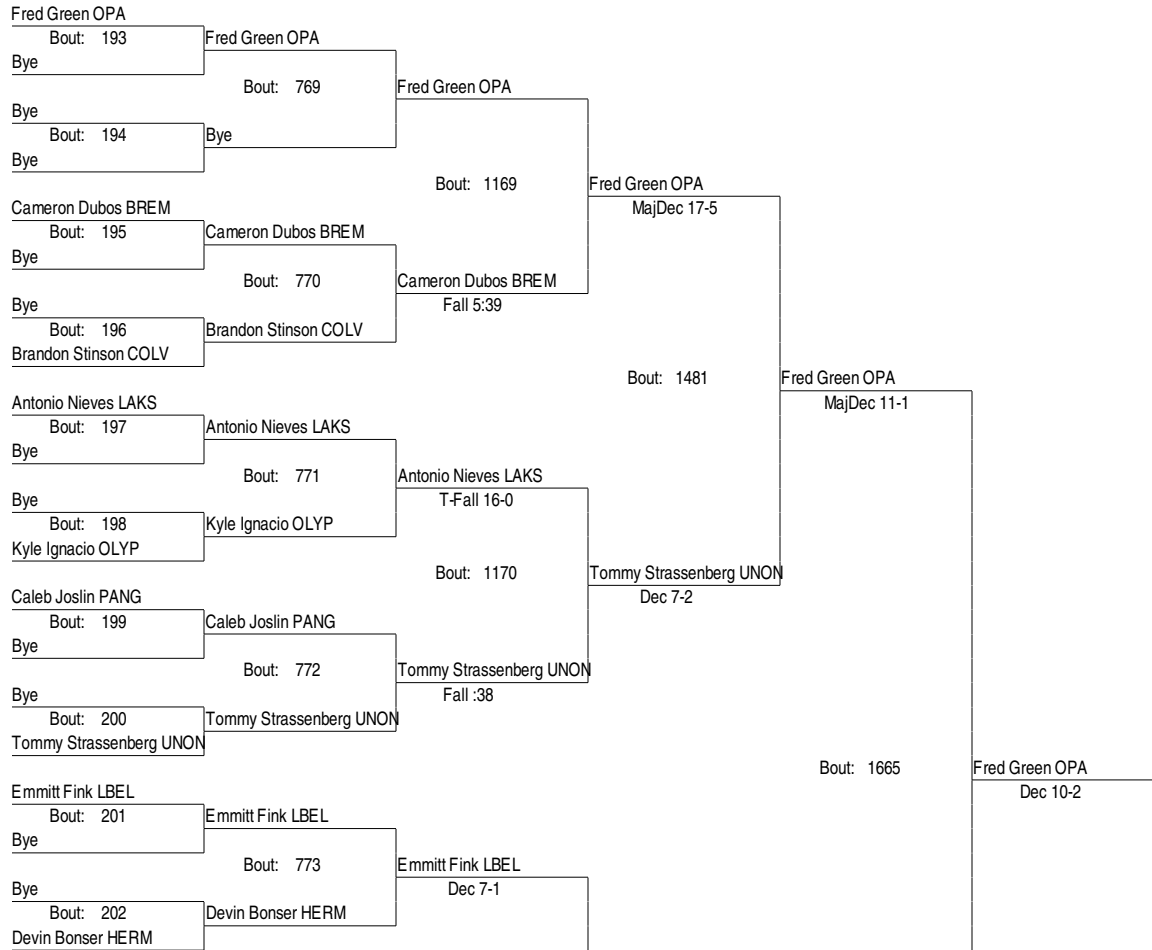 Fred Green OPA
Bout: 193
Fred Green OPA
Bye
Bout: 769
Fred Green OPA
Bye
Bout: 194
Bye
Bye
Bout: 1169
Fred Green OPA
MajDec 17-5
Cameron Dubos BREM
Bout: 195
Cameron Dubos BREM
Bye
Bout: 770
Cameron Dubos BREM
Fall 5:39
Bye
Bout: 196
Brandon Stinson COLV
Brandon Stinson COLV
Bout: 1481
Fred Green OPA
MajDec 11-1
Antonio Nieves LAKS
Bout: 197
Antonio Nieves LAKS
Bye
Bout: 771
Antonio Nieves LAKS
T-Fall 16-0
Bye
Bout: 198
Kyle Ignacio OLYP
Kyle Ignacio OLYP
Bout: 1170
Tommy Strassenberg UNON
Dec 7-2
Caleb Joslin PANG
Bout: 199
Caleb Joslin PANG
Bye
Bout: 772
Tommy Strassenberg UNON
Fall :38
Bye
Bout: 200
Tommy Strassenberg UNON
Tommy Strassenberg UNON
Bout: 1665
Fred Green OPA
Dec 10-2
Emmitt Fink LBEL
Bout: 201
Emmitt Fink LBEL
Bye
Bout: 773
Emmitt Fink LBEL
Dec 7-1
Bye
Bout: 202
Devin Bonser HERM
Devin Bonser HERM